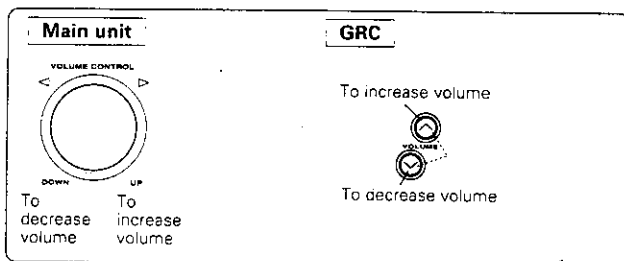 Main unit
VOLUME CONTROL
DOWN UP
To decrease volume
To increase volume
GRC
To increase volume
VOLUME
To decrease volume